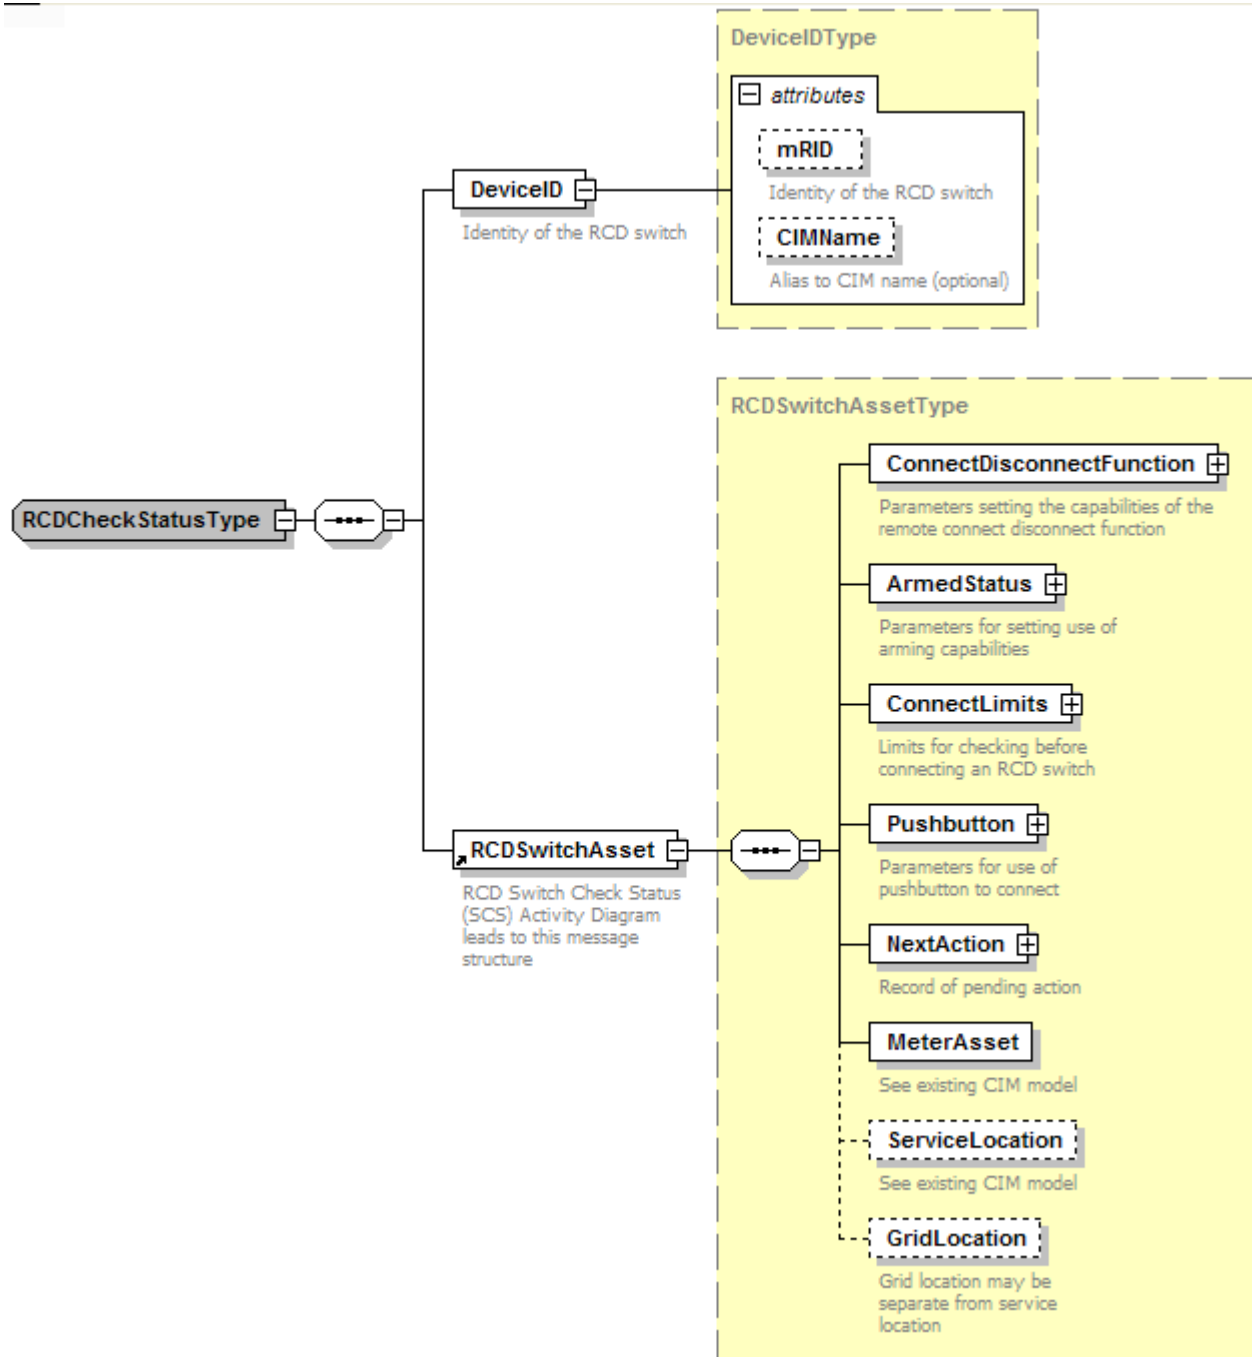 DeviceIDType
attributes
mRID
Identity of the RCD switch
CIMName
Alias to CIM name (optional)
DeviceID
Identity of the RCD switch
RCDCheckStatusType
RCDSwitchAsset
RCD Switch Check Status
(SCS) Activity Diagram
leads to this message
structure
RCDSwitchAssetType
ConnectDisconnectFunction
Parameters setting the capabilities of the
remote connect disconnect function
ArmedStatus
Parameters for setting use of
arming capabilities
ConnectLimits
Limits for checking before
connecting an RCD switch
Pushbutton
Parameters for use of
pushbutton to connect
NextAction
Record of pending action
MeterAsset
See existing CIM model
ServiceLocation
See existing CIM model
GridLocation
Grid location may be
separate from service
location